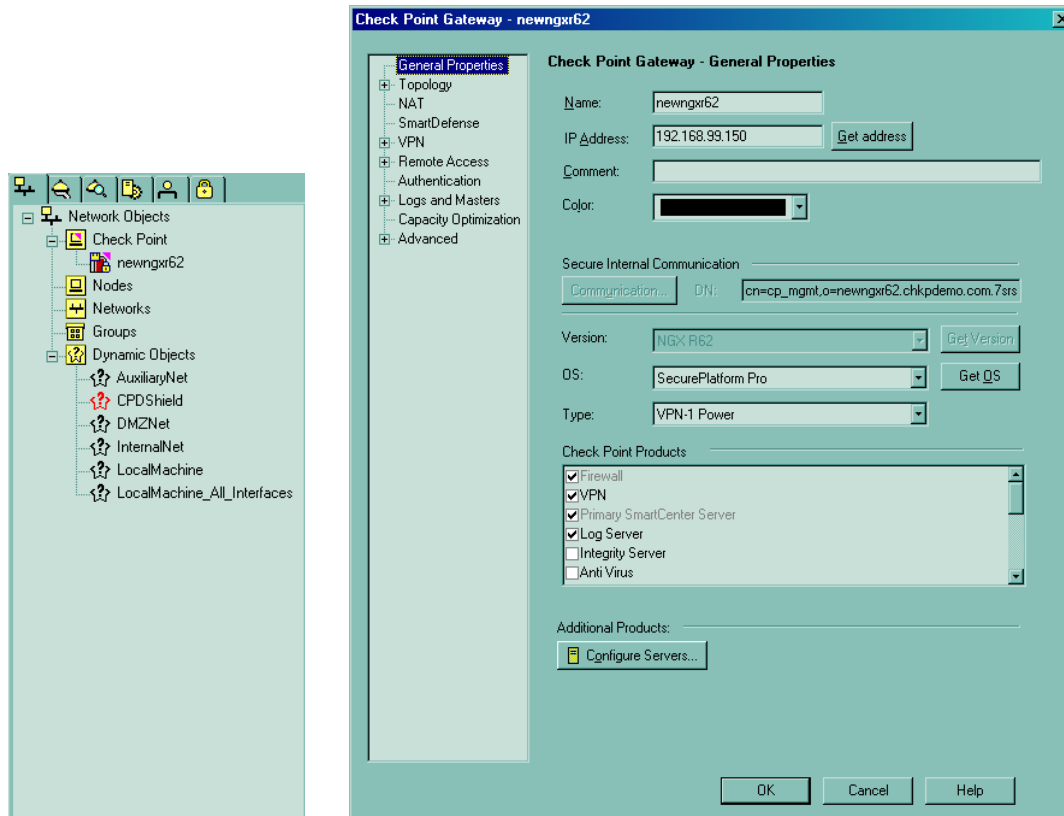 Network Objects
Check Point
newngxr62
Nodes
Networks
Groups
Dynamic Objects
AuxiliaryNet
CPDShield
DMZNet
InternalNet
LocalMachine
LocalMachine_All_Interfaces
Check Point Gateway - newngxr62
General Properties
Topology
NAT
SmartDefense
VPN
Remote Access
Authentication
Logs and Masters
Capacity Optimization
Advanced
Check Point Gateway - General Properties
Name: newngxr62
IP Address: 192.168.99.150 Get address
Comment:
Color:
Secure Internal Communication
Communication... DN: cn=cp_mgmt,o=newngxr62.chkpdemo.com.7srs
Version: NGX R62 Get Version
OS: SecurePlatform Pro Get OS
Type: VPN-1 Power
Check Point Products
Firewall
VPN
Primary SmartCenter Server
Log Server
Integrity Server
Anti Virus
Additional Products:
Configure Servers...
OK Cancel Help